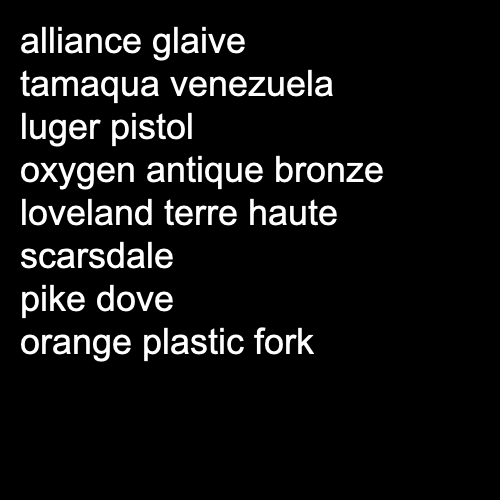 alliance glaive
tamaqua venezuela
luger pistol
oxygen antique bronze
loveland terre haute
scarsdale
pike dove
orange plastic fork